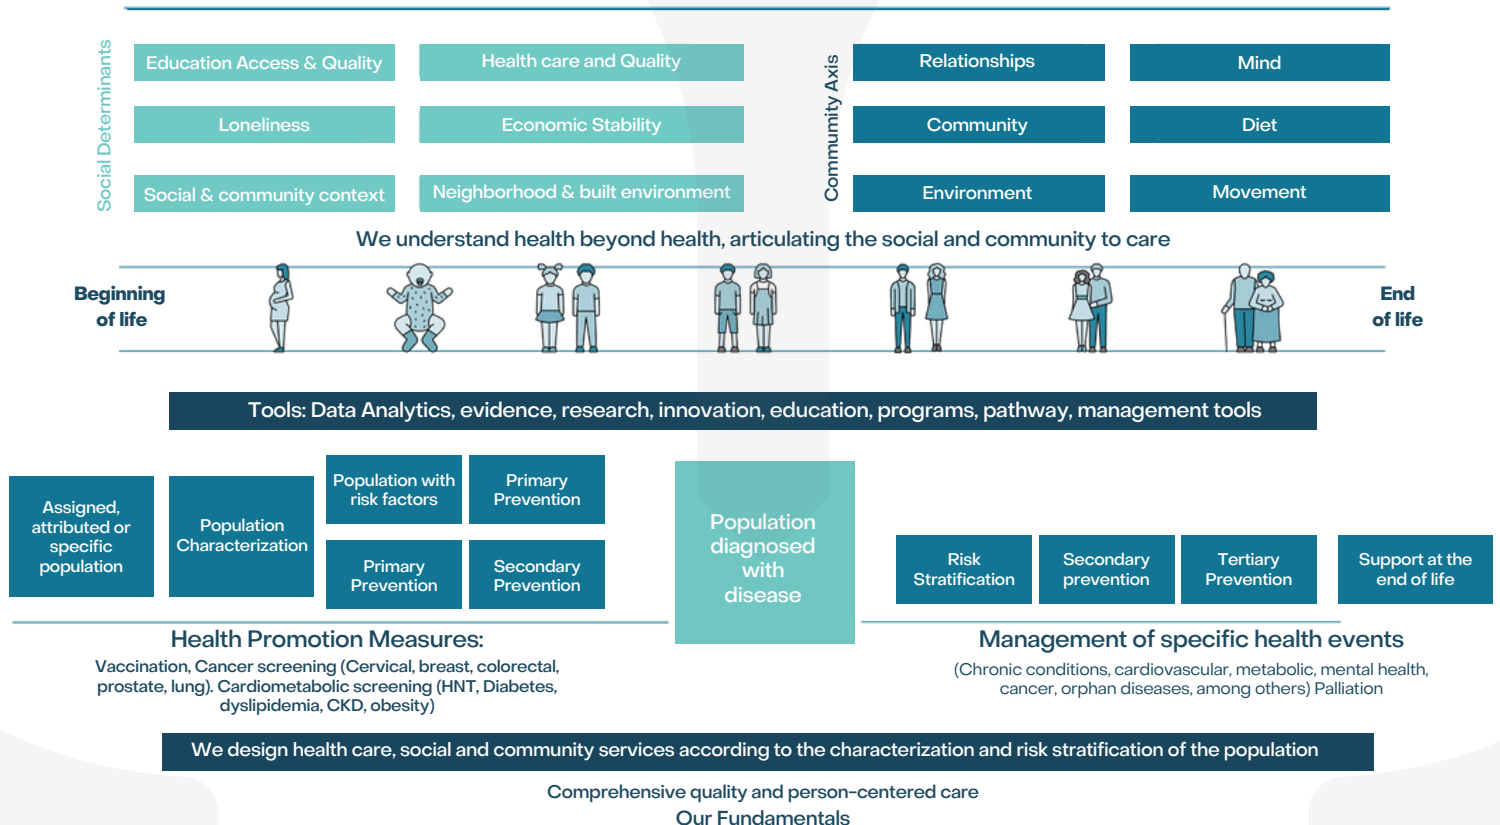 Social Determinants
Education Access & Quality
Health care and Quality
Loneliness
Economic Stability
Social & community context
Neighborhood & built environment
Commumity Axis
Relationships
Mind
Community
Diet
Environment
Movement
We understand health beyond health, articulating the social and community to care
Beginning
of life
End
of life
Tools: Data Analytics, evidence, research, innovation, education, programs, pathway, management tools
Assigned,
attributed or
specific
population
Population
Characterization
Population with
risk factors
Primary
Prevention
Primary
Prevention
Secondary
Prevention
Population
diagnosed
with
disease
Risk
Stratification
Secondary
prevention
Tertiary
Prevention
Support at the
end of life
Health Promotion Measures:
Vaccination, Cancer screening (Cervical, breast, colorectal,
prostate, lung). Cardiometabolic screening (HNT, Diabetes,
dyslipidemia, CKD, obesity)
Management of specific health events
(Chronic conditions, cardiovascular, metabolic, mental health,
cancer, orphan diseases, among others) Palliation
We design health care, social and community services according to the characterization and risk stratification of the population
Comprehensive quality and person-centered care
Our Fundamentals